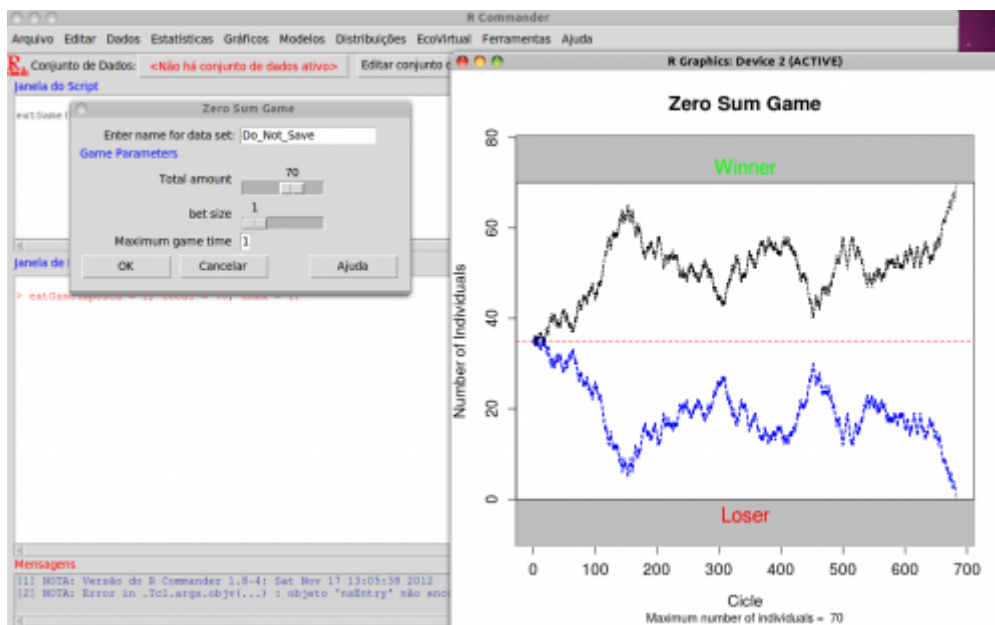 R Commander
Arquivo Editar Dados Estatísticas Gráficos Modelos Distribuições EcoVirtual Ferramentas Ajuda
R Conjunto de Dados: <Não há conjunto de dados ativo> Editar conjunto
Janela do Script
extGame(
Zero Sum Game
Enter name for data set: Do_Not_Save
Game Parameters
Total amount 70
bet size 1
Maximum game time 1
OK Cancelar Ajuda
Janela de
> extGame
Mensagens
[1] NOTA: Versão do R Commander 1.8-4: Sat Nov 17 13:05:38 2012
[2] NOTA: Error in .Tcl.args.objv(...) : objeto "naEntry" não enco
R Graphics: Device 2 (ACTIVE)
Zero Sum Game
Winner
Number of Individuals
80
60
40
20
0
Loser
0 100 200 300 400 500 600 700
Cicle
Maximum number of individuals = 70